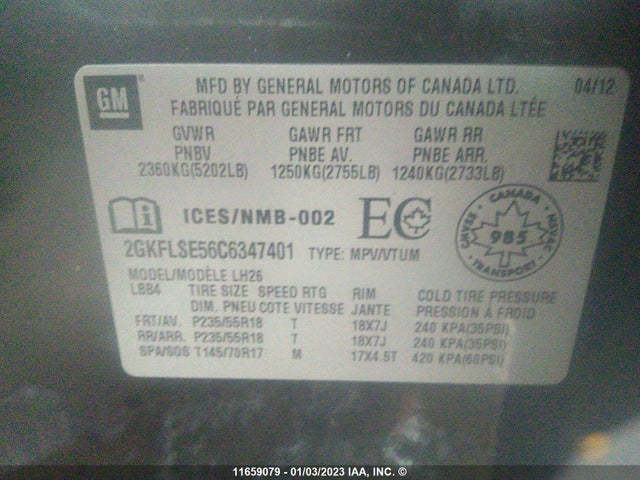 GM ®
MFD BY GENERAL MOTORS OF CANADA LTD. 04/12
FABRIQUÉ PAR GENERAL MOTORS DU CANADA LTÉE
GVWR GAWR FRT GAWR RR
PNBV PNBE AV. PNBE ARR.
2360KG(5202LB) 1250KG(2755LB) 1240KG(2733LB)
ICES/NMB-002 EC
CANADA
CMVSS NSVAC
985
TRANSPORT
2GKFLSE56C6347401 TYPE: MPV/VTUM
MODEL/MODÈLE LH26
LBB4 TIRE SIZE SPEED RTG RIM COLD TIRE PRESSURE
DIM. PNEU COTE VITESSE JANTE PRESSION À FROID
FRT/AV. P235/55R18 T 18X7J 240 KPA(35PSI)
RR/ARR. P235/55R18 T 18X7J 240 KPA(35PSI)
SPA/SOS T145/70R17 M 17X4.5T 420 KPA(60PSI)
11659079 - 01/03/2023 IAA, INC. ©